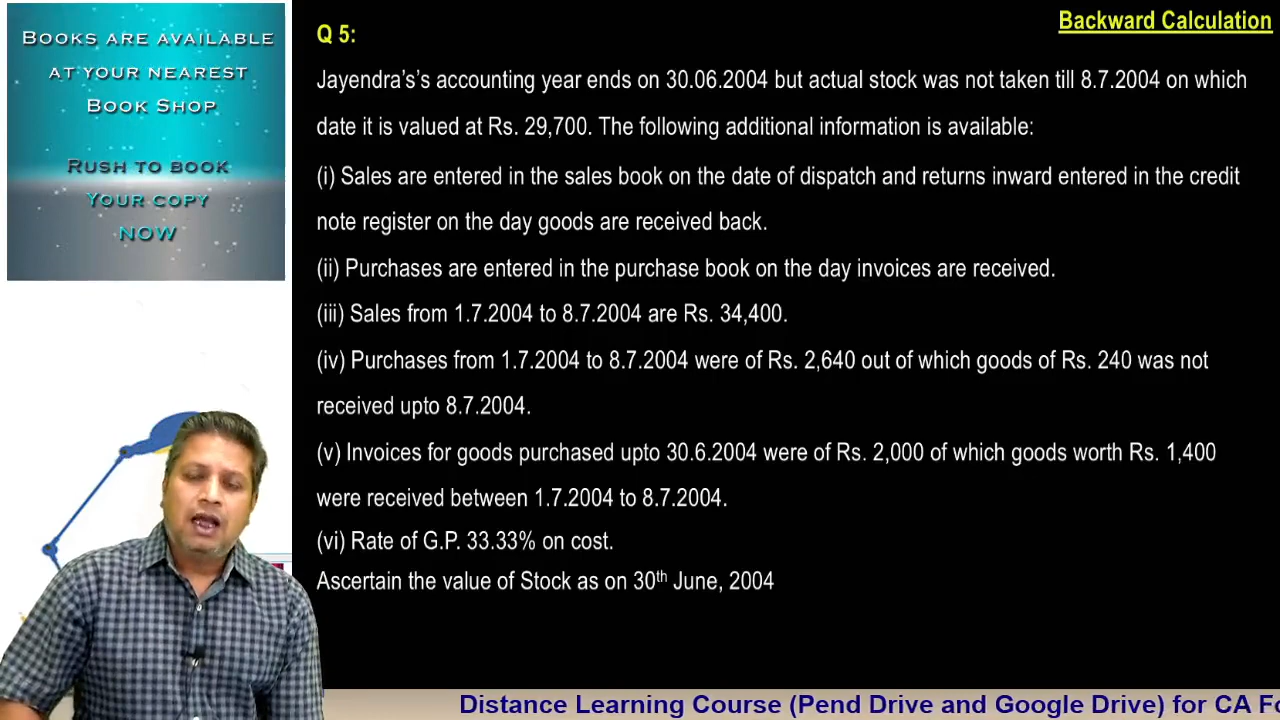 Books are available
at your nearest
Book Shop
Rush to book
Your copy
now
Backward Calculation
Q 5:
Jayendra's's accounting year ends on 30.06.2004 but actual stock was not taken till 8.7.2004 on which
date it is valued at Rs. 29,700. The following additional information is available:
(i) Sales are entered in the sales book on the date of dispatch and returns inward entered in the credit
note register on the day goods are received back.
(ii) Purchases are entered in the purchase book on the day invoices are received.
(iii) Sales from 1.7.2004 to 8.7.2004 are Rs. 34,400.
(iv) Purchases from 1.7.2004 to 8.7.2004 were of Rs. 2,640 out of which goods of Rs. 240 was not
received upto 8.7.2004.
(v) Invoices for goods purchased upto 30.6.2004 were of Rs. 2,000 of which goods worth Rs. 1,400
were received between 1.7.2004 to 8.7.2004.
(vi) Rate of G.P. 33.33% on cost.
Ascertain the value of Stock as on 30th June, 2004
Distance Learning Course (Pend Drive and Google Drive) for CA Fo